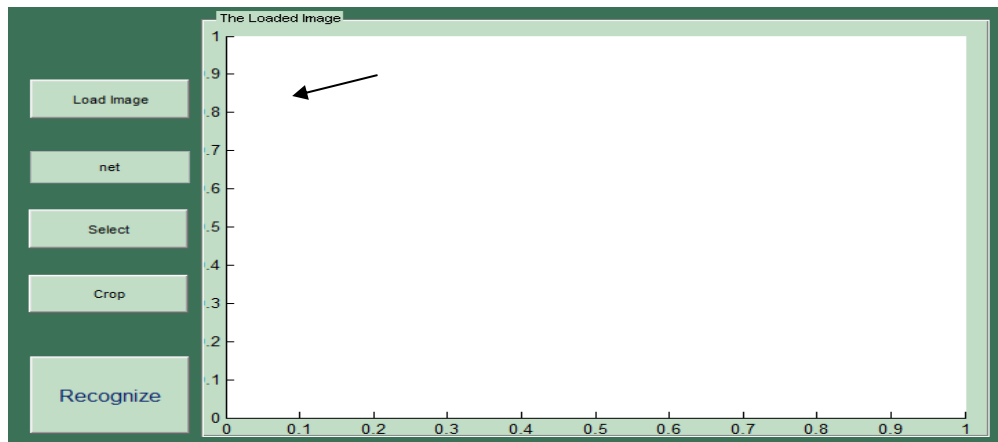 The Loaded Image
Load Image
net
Select
Crop
Recognize
1
.9
.8
.7
.6
.5
.4
.3
.2
.1
0
0 0.1 0.2 0.3 0.4 0.5 0.6 0.7 0.8 0.9 1